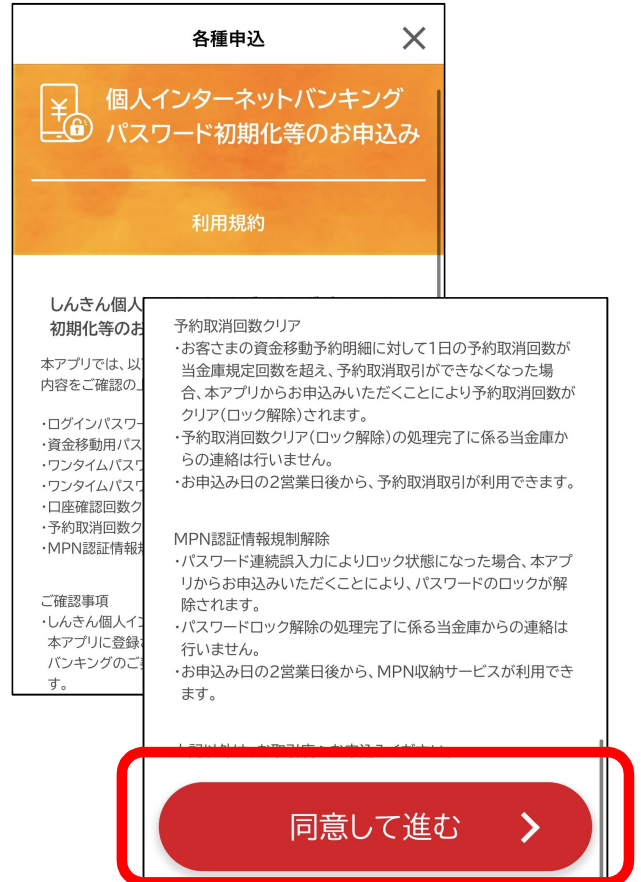 各種申込
個人インターネットバンキング
パスワード初期化等のお申込み
利用規約
しんきん個人
初期化等のお
本アプリでは、以
内容をご確認の上
・ログインパスワー
・資金移動用パス
・ワンタイムパスワ
・ワンタイムパスワ
・口座確認回数ク
・予約取消回数ク
・MPN認証情報規
ご確認事項
・しんきん個人イン
本アプリに登録
バンキングのご
す。
予約取消回数クリア
・お客さまの資金移動予約明細に対して1日の予約取消回数が
当金庫規定回数を超え、予約取消取引ができなくなった場
合、本アプリからお申込みいただくことにより予約取消回数が
クリア(ロック解除)されます。
・予約取消回数クリア(ロック解除)の処理完了に係る当金庫か
らの連絡は行いません。
・お申込み日の2営業日後から、予約取消取引が利用できます。
MPN認証情報規制解除
・パスワード連続誤入力によりロック状態になった場合、本アプ
リからお申込みいただくことにより、パスワードのロックが解
除されます。
・パスワードロック解除の処理完了に係る当金庫からの連絡は
行いません。
・お申込み日の2営業日後から、MPN収納サービスが利用でき
ます。
上記以外は、お取引店へお申込みください。
同意して進む